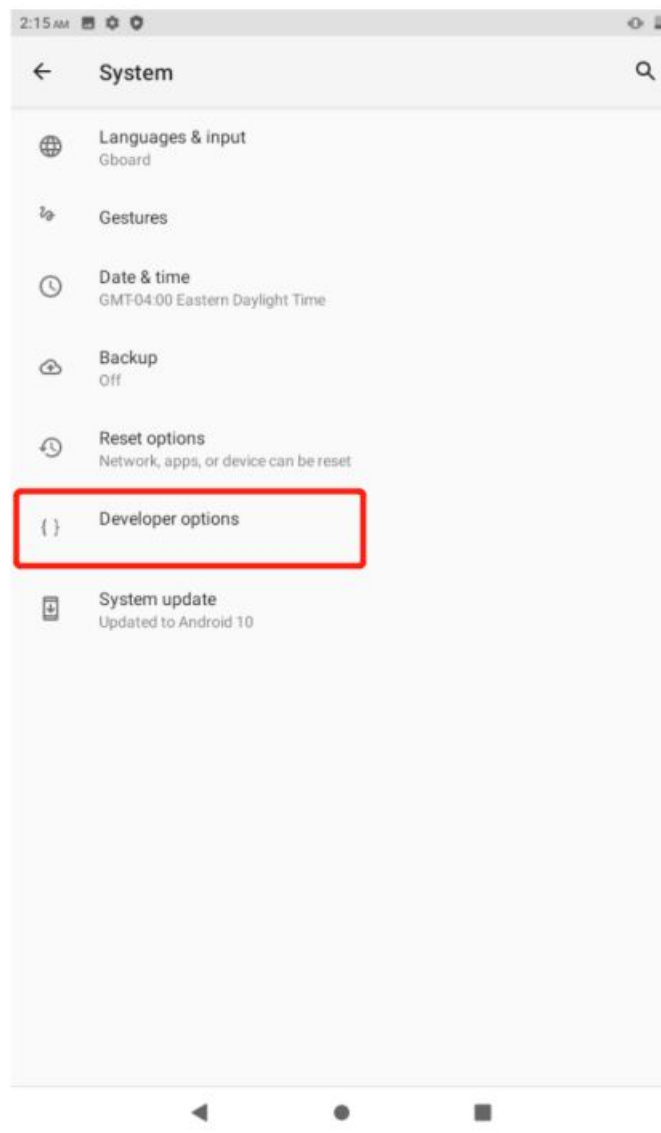 2:15 AM
System
Languages & input
Gboard
Gestures
Date & time
GMT-04:00 Eastern Daylight Time
Backup
Off
Reset options
Network, apps, or device can be reset
{ }
Developer options
System update
Updated to Android 10